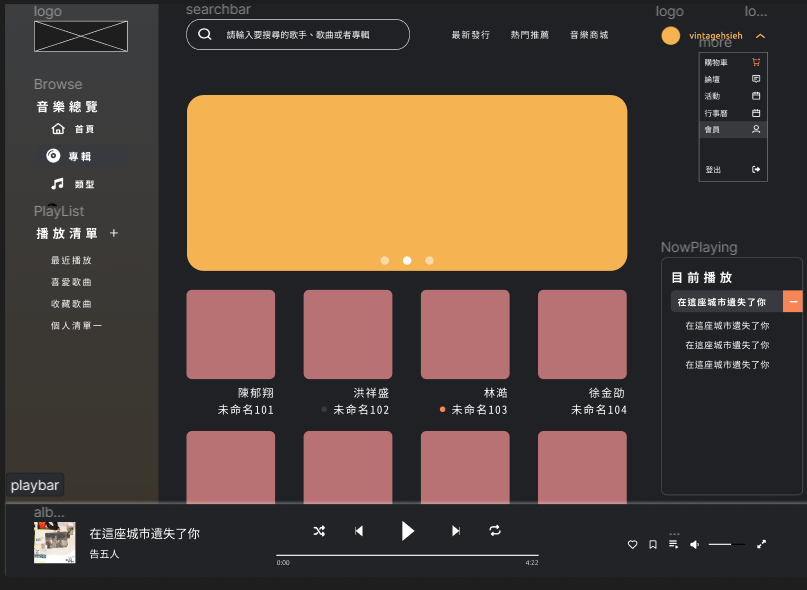 logo
searchbar
logo
lo...
請輸入要搜尋的歌手、歌曲或者專輯
最新發行
熱門推薦
音樂商城
vintagehsieh
more
購物車
論壇
活動
行事曆
會員
登出
Browse
音樂總覽
首頁
專輯
類型
PlayList
播放清單 +
最近播放
喜愛歌曲
收藏歌曲
個人清單一
NowPlaying
目前播放
在這座城市遺失了你
在這座城市遺失了你
在這座城市遺失了你
在這座城市遺失了你
陳郁翔
未命名101
洪祥盛
未命名102
林澔
未命名103
徐金劭
未命名104
playbar
alb...
在這座城市遺失了你
告五人
0:00
4:22